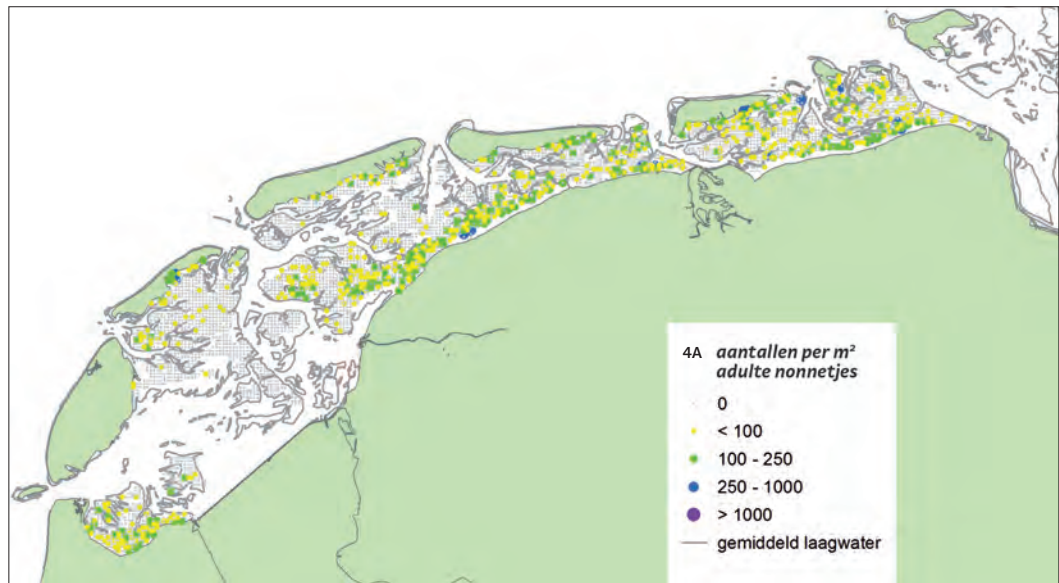 4A aantallen per m²
adulte nonnetjes
0
< 100
100 - 250
250 - 1000
> 1000
gemiddeld laagwater